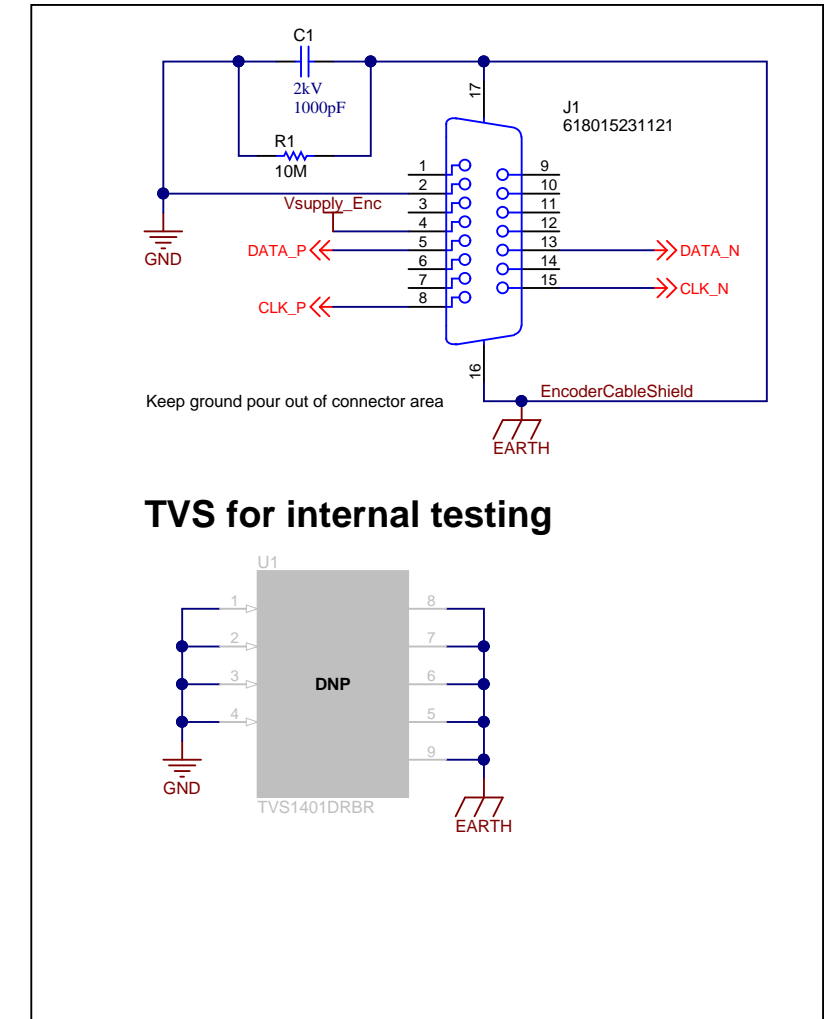 C1
2kV
1000pF
R1
10M
17
J1
618015231121
1
2
3
4
5
6
7
8
9
10
11
12
13
14
15
Vsupply_Enc
GND
DATA_P
CLK_P
DATA_N
CLK_N
16
EncoderCableShield
Keep ground pour out of connector area
EARTH
TVS for internal testing
U1
1
2
3
4
DNP
8
7
6
5
9
GND
TVS1401DRBR
EARTH